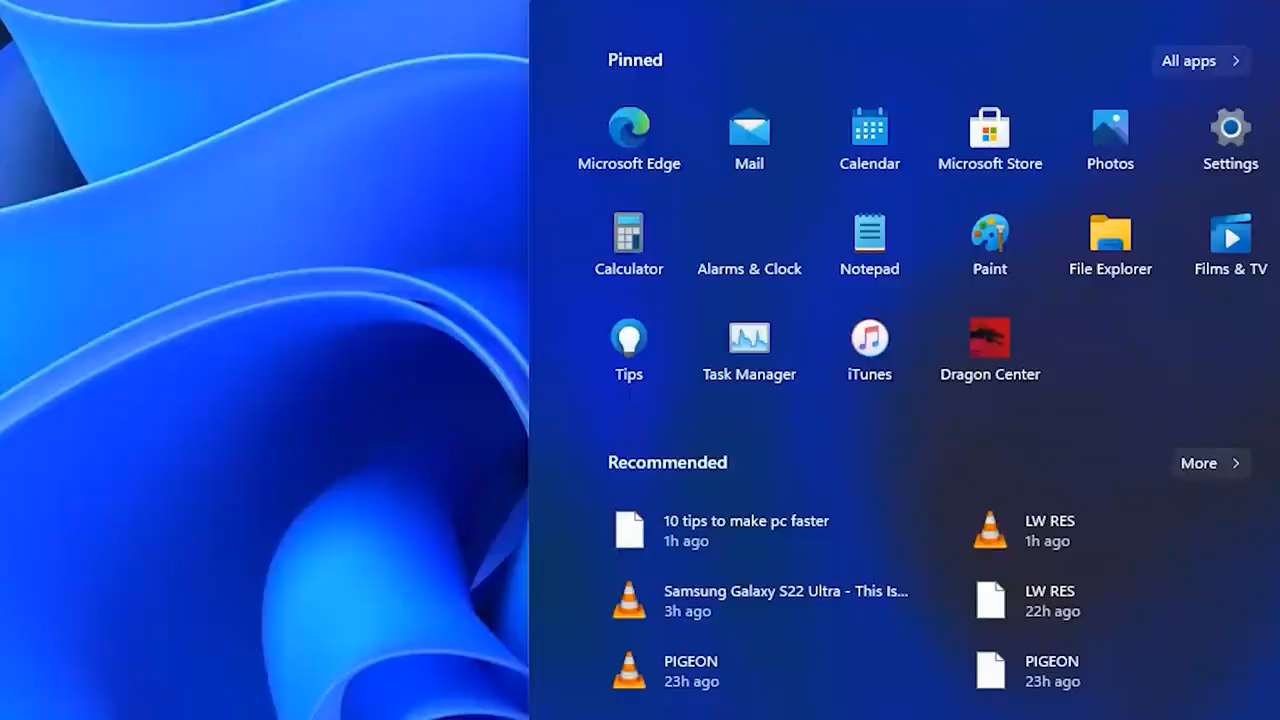 Pinned
All apps
Microsoft Edge
Mail
Calendar
Microsoft Store
Photos
Settings
Calculator
Alarms & Clock
Notepad
Paint
File Explorer
Films & TV
Tips
Task Manager
iTunes
Dragon Center
Recommended
More
10 tips to make pc faster
1h ago
LW RES
1h ago
Samsung Galaxy S22 Ultra - This Is...
3h ago
LW RES
22h ago
PIGEON
23h ago
PIGEON
23h ago